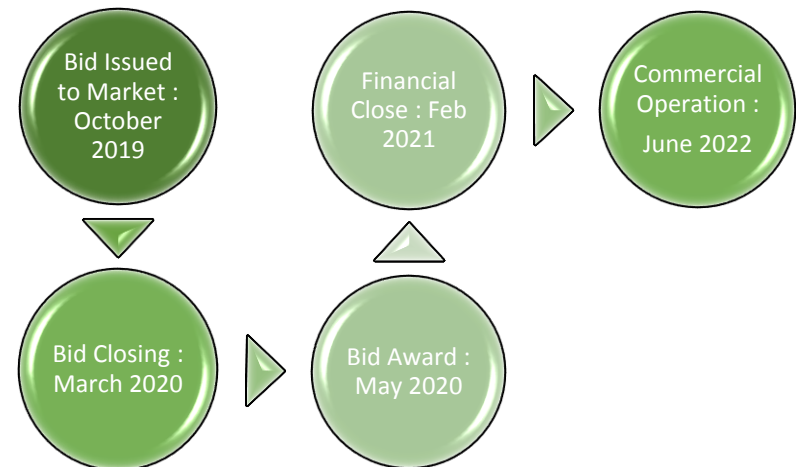 Bid Issued
to Market :
October
2019
Bid Closing :
March 2020
Bid Award :
May 2020
Financial
Close : Feb
2021
Commercial
Operation :
June 2022